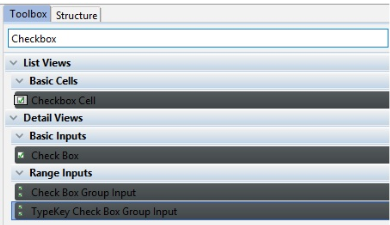 Toolbox Structure
Checkbox
List Views
Basic Cells
Checkbox Cell
Detail Views
Basic Inputs
Check Box
Range Inputs
Check Box Group Input
TypeKey Check Box Group Input